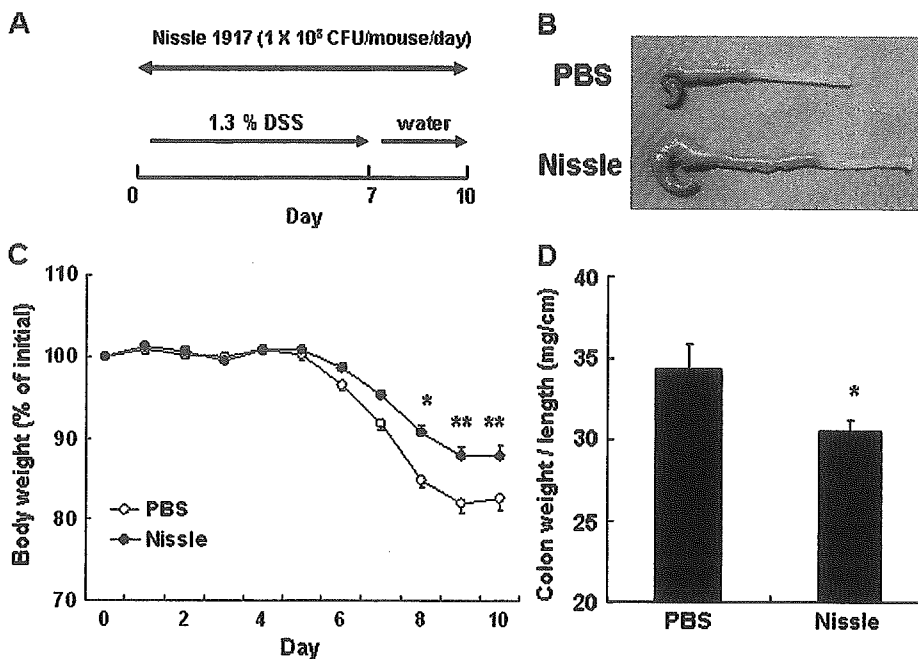 A
Nissle 1917 (1 X 10⁸ CFU/mouse/day)
1.3 % DSS
water
0
7
10
Day
B
PBS
Nissle
C
Body weight (% of initial)
110
100
90
80
70
*
**
**
PBS
Nissle
0
2
4
6
8
10
Day
D
Colon weight / length (mg/cm)
40
35
30
25
20
*
PBS
Nissle